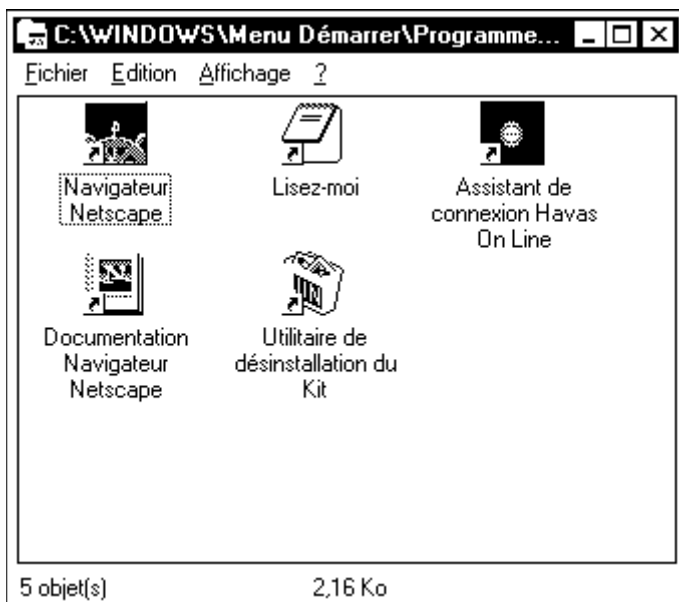 C:\WINDOWS\Menu Démarrer\Programme...
Fichier Edition Affichage ?
Navigateur
Netscape
Lisez-moi
Assistant de
connexion Havas
On Line
Documentation
Navigateur
Netscape
Utilitaire de
désinstallation du
Kit
5 objet(s) 2,16 Ko